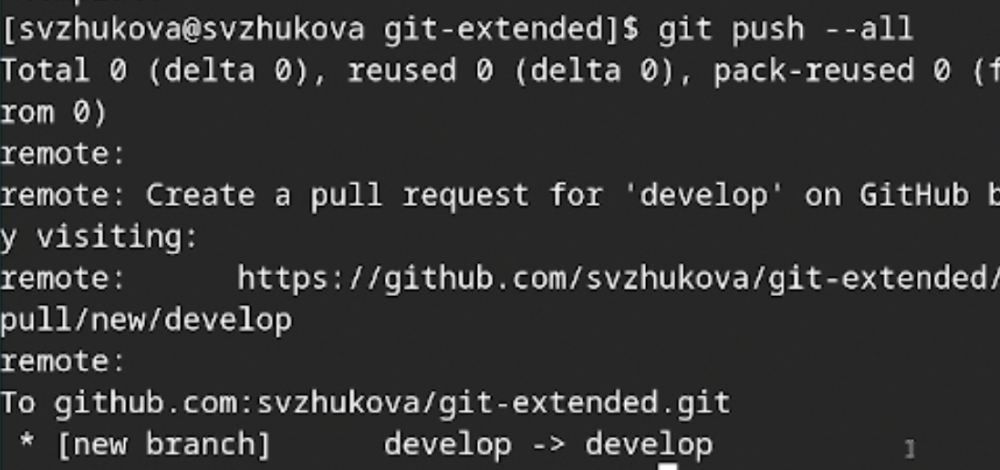 [svzhukova@svzhukova git-extended]$ git push --all
Total 0 (delta 0), reused 0 (delta 0), pack-reused 0 (f
rom 0)
remote:
remote: Create a pull request for 'develop' on GitHub b
y visiting:
remote:      https://github.com/svzhukova/git-extended/
pull/new/develop
remote:
To github.com:svzhukova/git-extended.git
 * [new branch]      develop -> develop